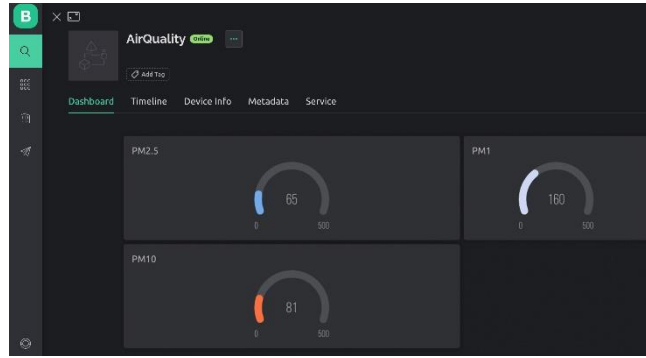 B
AirQuality Online ...
Add Tag
Dashboard Timeline Device Info Metadata Service
PM2.5 PM1
65 160
0 500 0 500
PM10
81
0 500